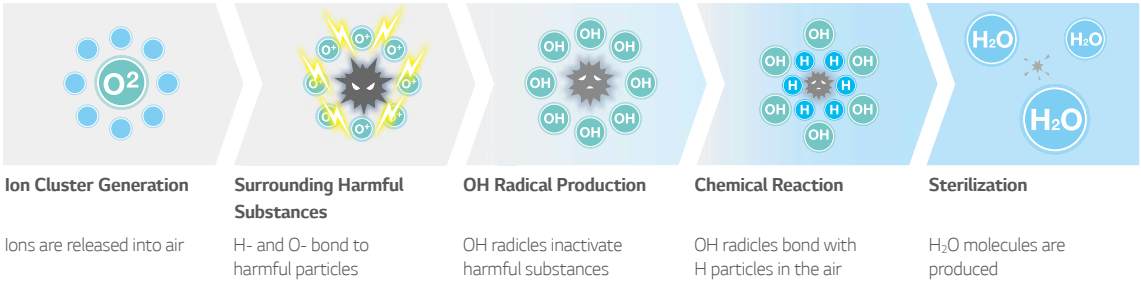 O²
O⁺ O⁺ O⁺ O⁺ O⁺ O⁺ O⁺ O⁺
OH OH OH OH OH OH OH OH
OH OH OH OH OH OH
H H H H H H
H₂O H₂O
H₂O
Ion Cluster Generation
Ions are released into air
Surrounding Harmful
Substances
H- and O- bond to
harmful particles
OH Radical Production
OH radicles inactivate
harmful substances
Chemical Reaction
OH radicles bond with
H particles in the air
Sterilization
H₂O molecules are
produced